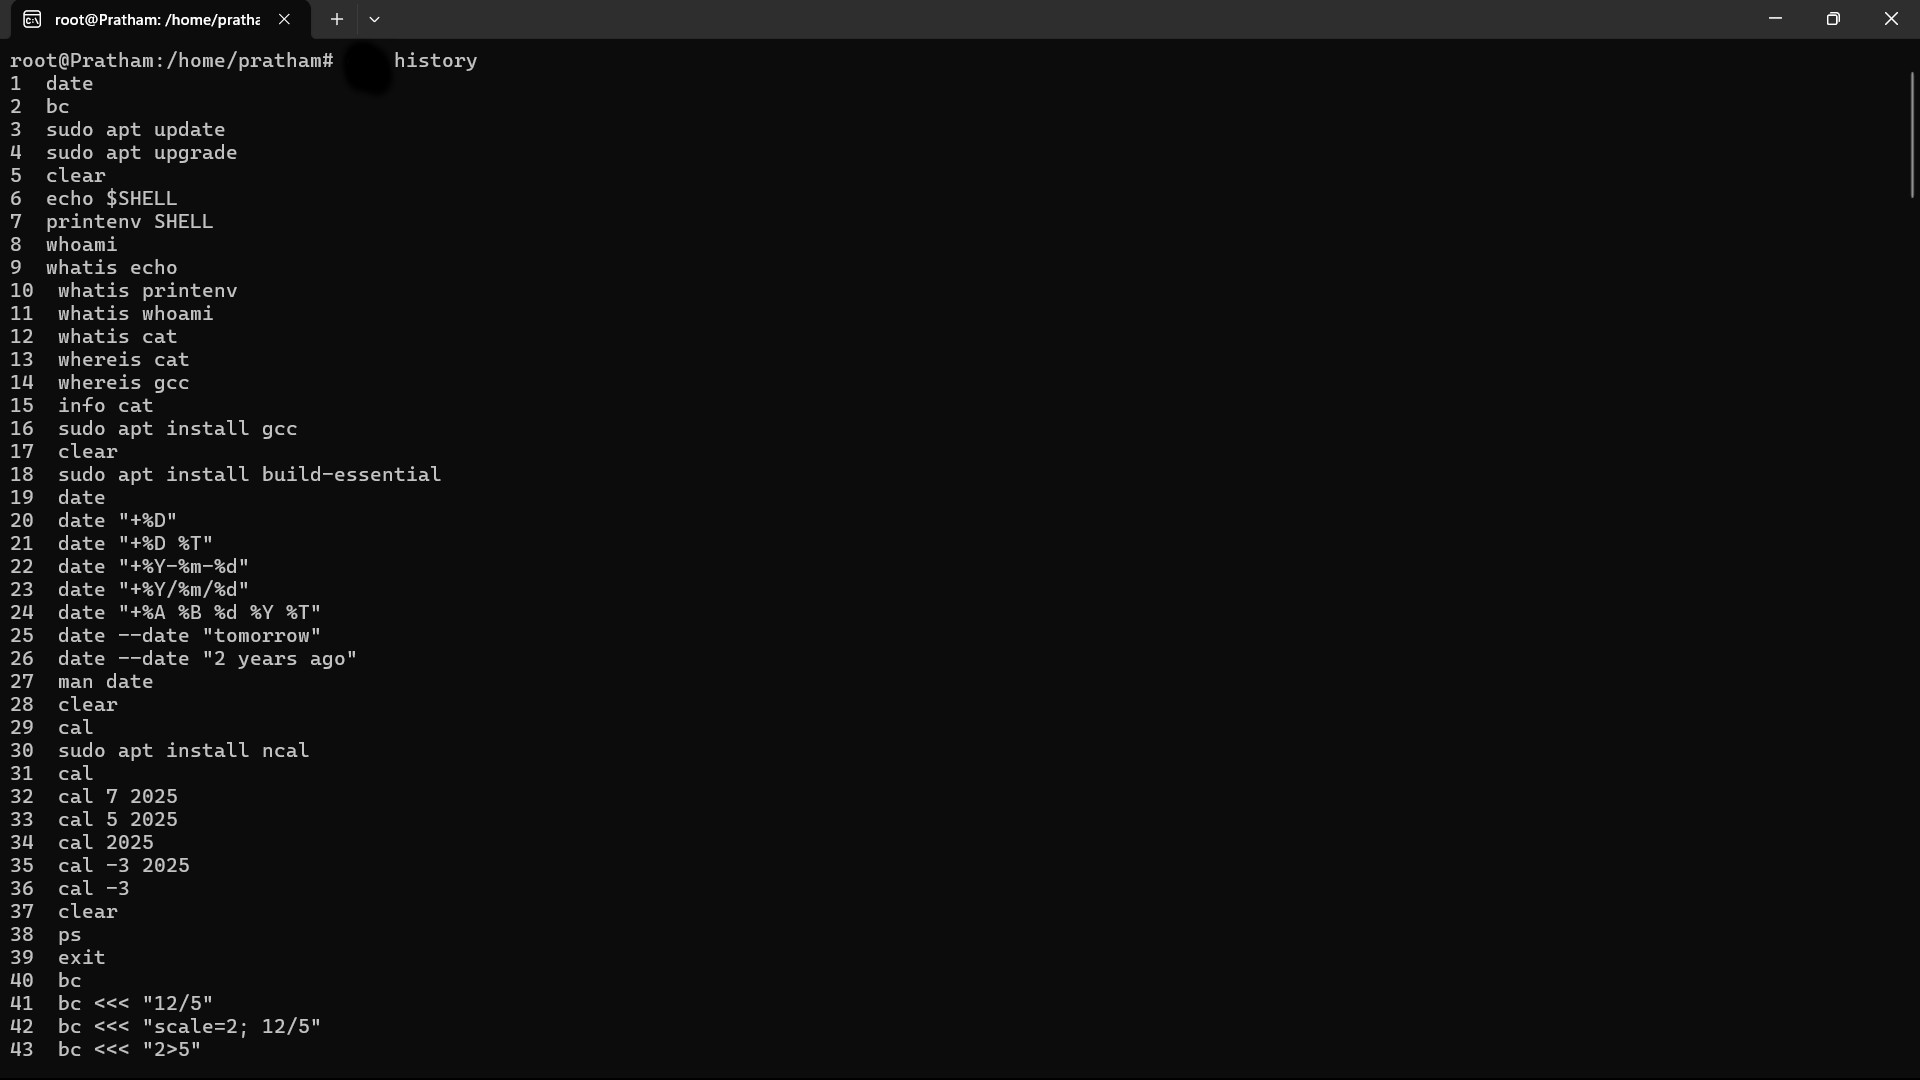 root@Pratham: /home/pratha
root@Pratham:/home/pratham# history
1 date
2 bc
3 sudo apt update
4 sudo apt upgrade
5 clear
6 echo $SHELL
7 printenv SHELL
8 whoami
9 whatis echo
10 whatis printenv
11 whatis whoami
12 whatis cat
13 whereis cat
14 whereis gcc
15 info cat
16 sudo apt install gcc
17 clear
18 sudo apt install build-essential
19 date
20 date "+%D"
21 date "+%D %T"
22 date "+%Y-%m-%d"
23 date "+%Y/%m/%d"
24 date "+%A %B %d %Y %T"
25 date --date "tomorrow"
26 date --date "2 years ago"
27 man date
28 clear
29 cal
30 sudo apt install ncal
31 cal
32 cal 7 2025
33 cal 5 2025
34 cal 2025
35 cal -3 2025
36 cal -3
37 clear
38 ps
39 exit
40 bc
41 bc <<< "12/5"
42 bc <<< "scale=2; 12/5"
43 bc <<< "2>5"